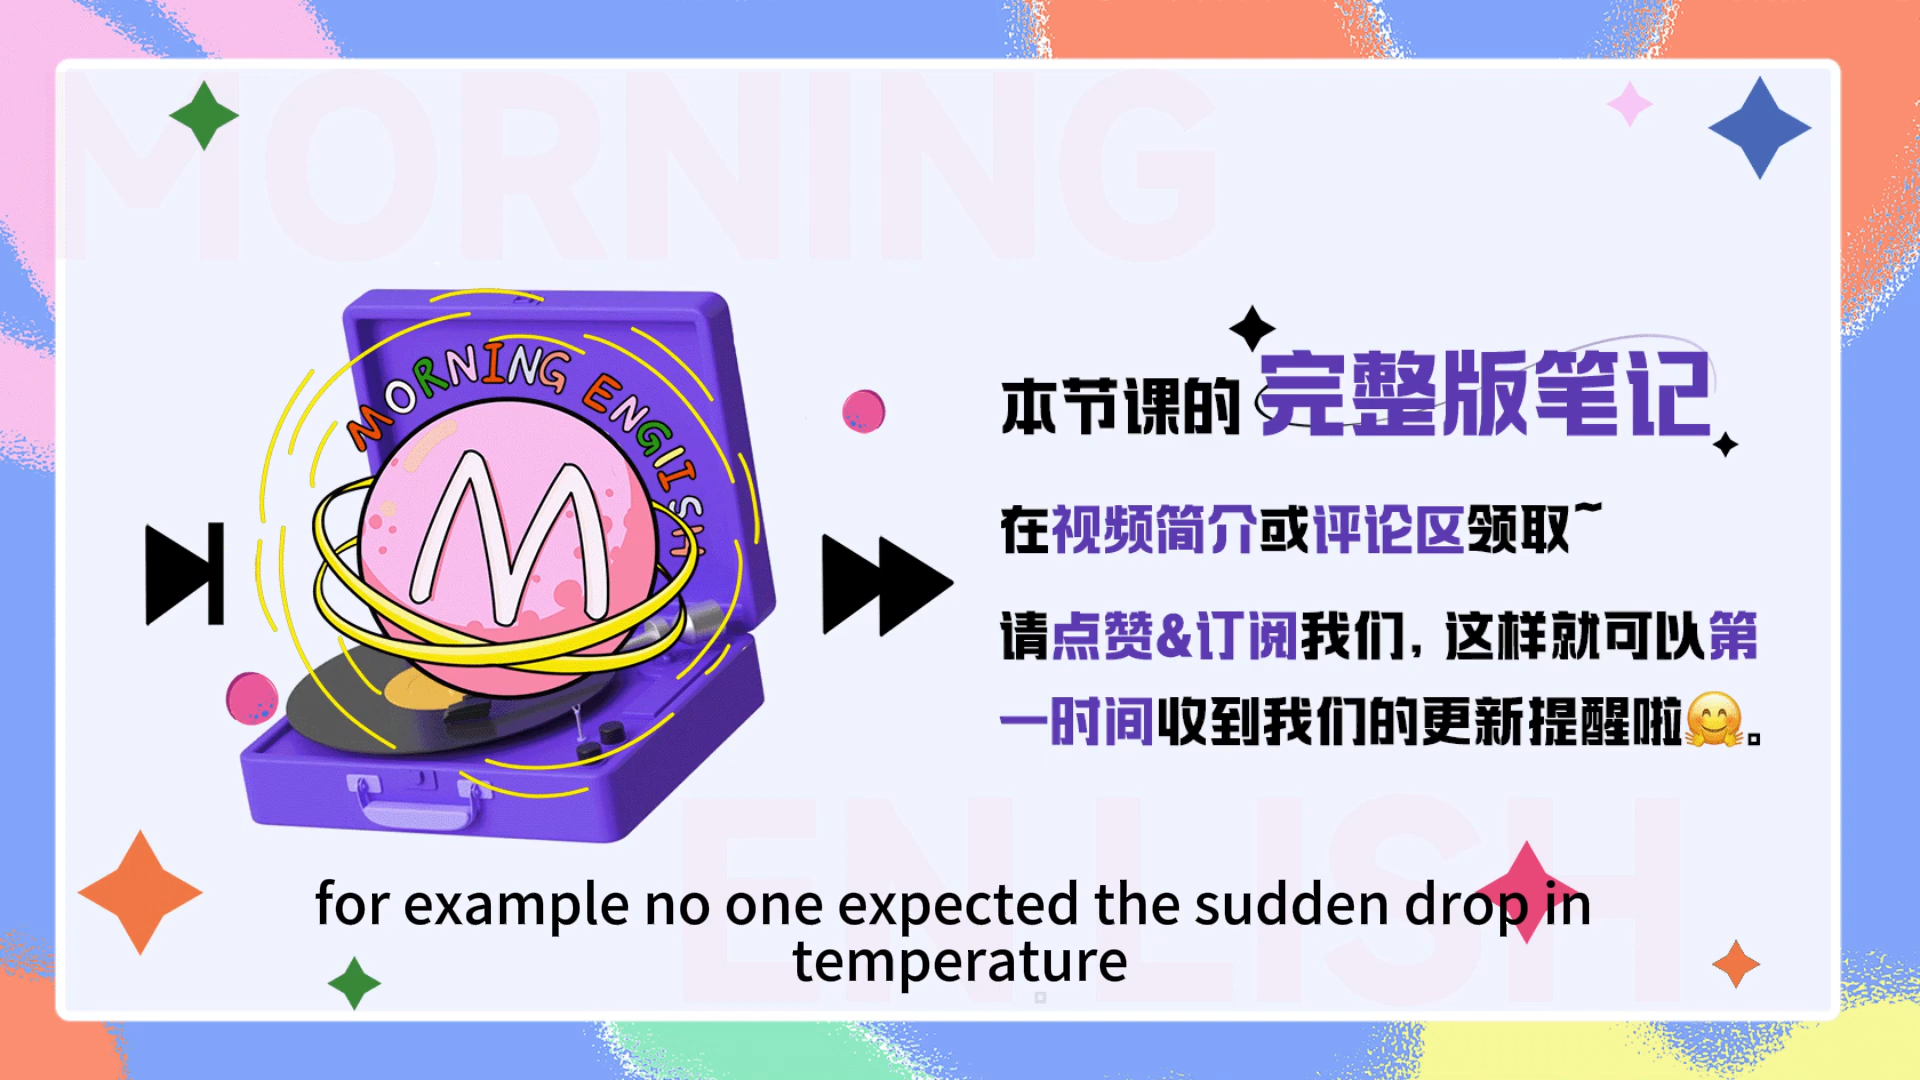 MORNING
MORNING ENGLISH
M
本节课的 完整版笔记
在视频简介或评论区领取~
请点赞&订阅我们，这样就可以第
一时间收到我们的更新提醒啦🤗。
EN LISH
for example no one expected the sudden drop in
temperature